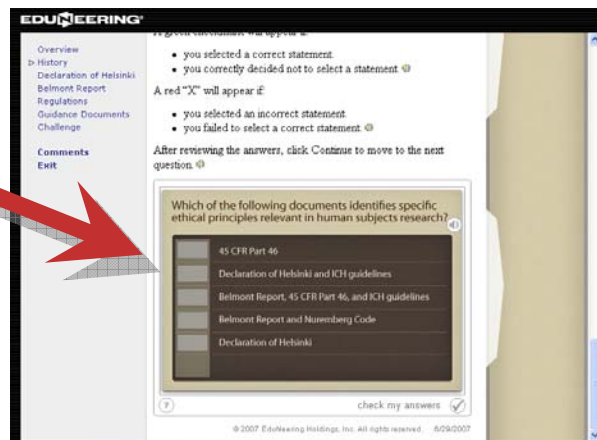 EDUNEERING
Overview
History
Declaration of Helsinki
Belmont Report
Regulations
Guidance Documents
Challenge
Comments
Exit
A green checkmark will appear if:
• you selected a correct statement.
• you correctly decided not to select a statement.
A red "X" will appear if:
• you selected an incorrect statement.
• you failed to select a correct statement.
After reviewing the answers, click Continue to move to the next
question.
Which of the following documents identifies specific
ethical principles relevant in human subjects research?
45 CFR Part 46
Declaration of Helsinki and ICH guidelines
Belmont Report, 45 CFR Part 46, and ICH guidelines
Belmont Report and Nuremberg Code
Declaration of Helsinki
? check my answers
© 2007 EduNeering Holdings, Inc. All rights reserved. 6/29/2007